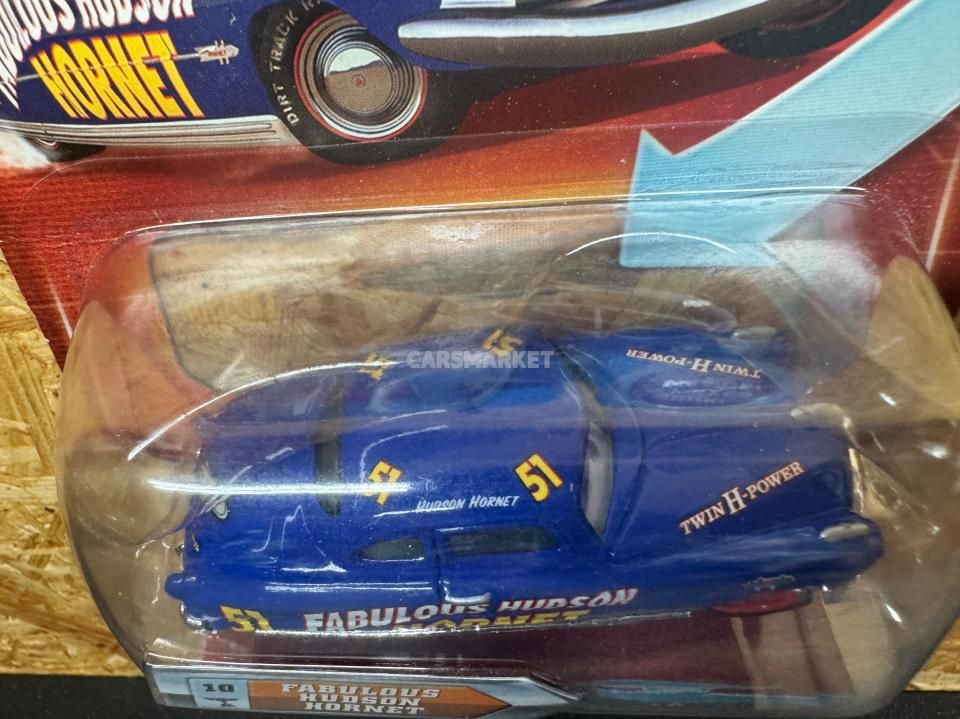 FABULOUS HUDSON
HORNET
DIRT TRACK
CARSMARKET
51
51
TWIN H-POWER
51
51
HUDSON HORNET
TWIN H-POWER
51
FABULOUS HUDSON
HORNET
10
FABULOUS
HUDSON
HORNET